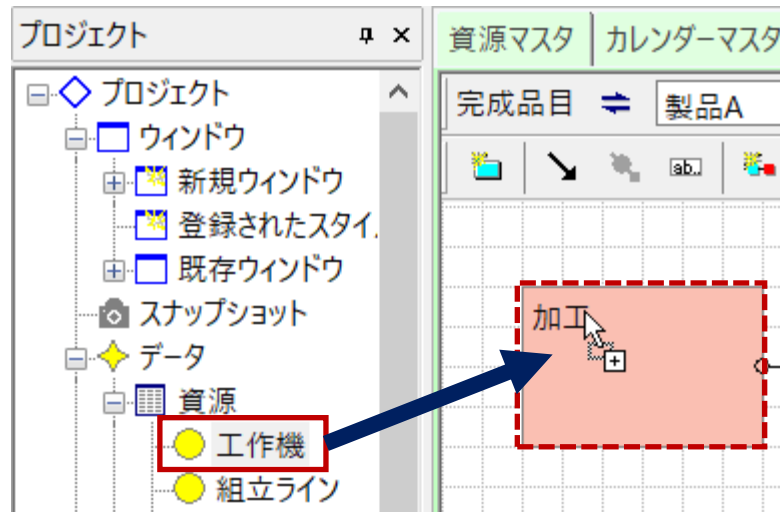 プロジェクト
プロジェクト
ウィンドウ
新規ウィンドウ
登録されたスタイ
既存ウィンドウ
スナップショット
データ
資源
工作機
組立ライン
資源マスタ
カレンダーマスタ
完成品目
製品A
ab..
加工